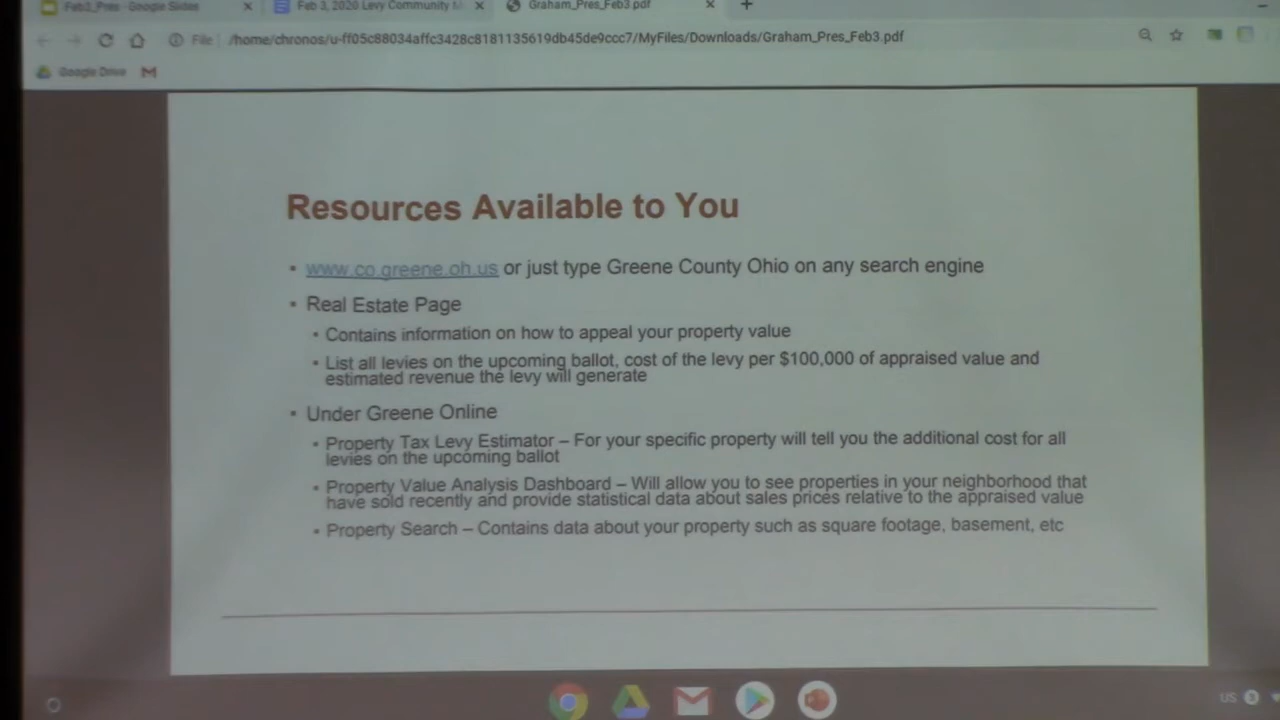 Feb3_Pres - Google Slides
Feb 3, 2020 Levy Community M
Graham_Pres_Feb3.pdf
File /home/chronos/u-ff05c88034affc3428c8181135619db45de9ccc7/MyFiles/Downloads/Graham_Pres_Feb3.pdf
Google Drive
Resources Available to You
www.co.greene.oh.us or just type Greene County Ohio on any search engine
Real Estate Page
Contains information on how to appeal your property value
List all levies on the upcoming ballot, cost of the levy per $100,000 of appraised value and
estimated revenue the levy will generate
Under Greene Online
Property Tax Levy Estimator – For your specific property will tell you the additional cost for all
levies on the upcoming ballot
Property Value Analysis Dashboard – Will allow you to see properties in your neighborhood that
have sold recently and provide statistical data about sales prices relative to the appraised value
Property Search – Contains data about your property such as square footage, basement, etc
US 3